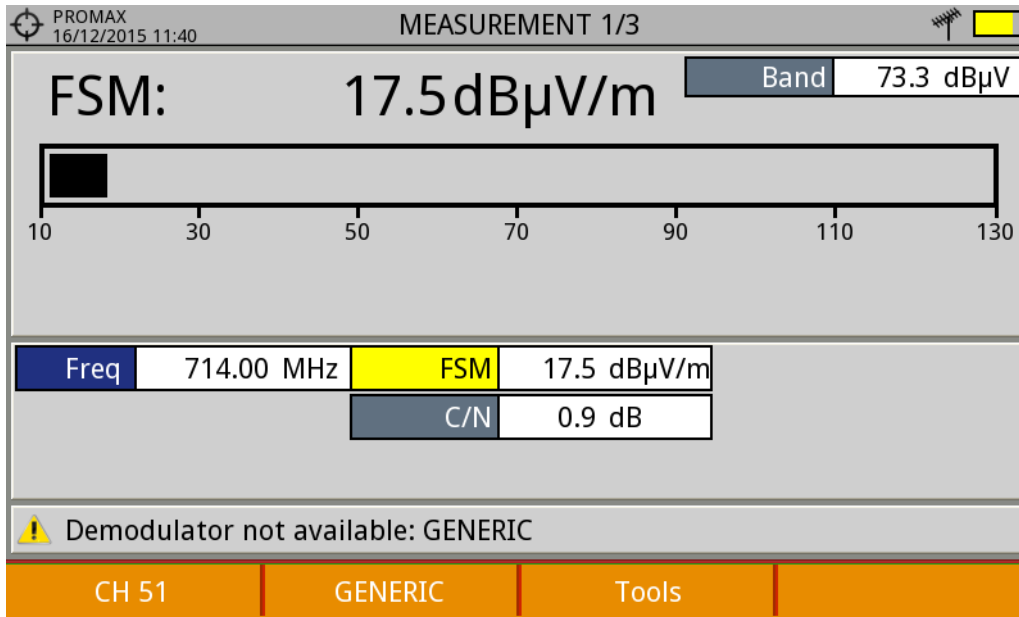 PROMAX
16/12/2015 11:40
MEASUREMENT 1/3
FSM: 17.5 dBµV/m
Band 73.3 dBµV
10 30 50 70 90 110 130
Freq 714.00 MHz FSM 17.5 dBµV/m
C/N 0.9 dB
Demodulator not available: GENERIC
CH 51 GENERIC Tools